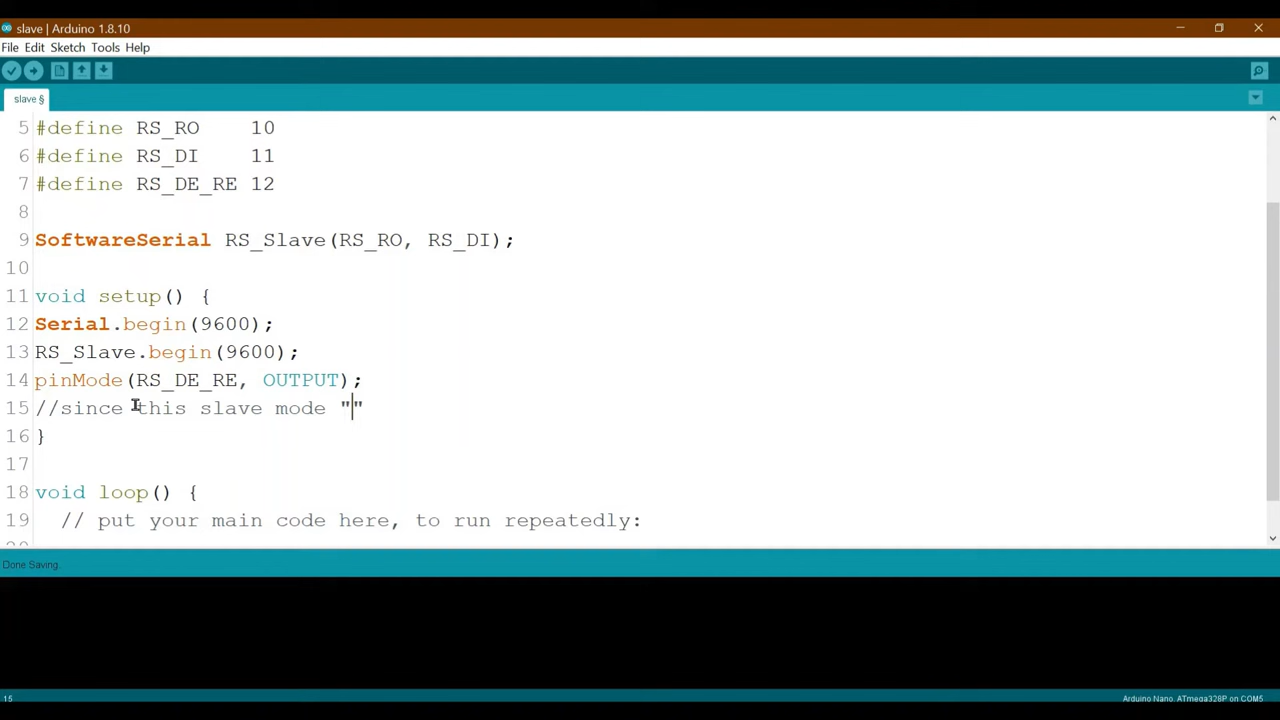 slave | Arduino 1.8.10
File Edit Sketch Tools Help
slave §
5 #define RS_RO 10
6 #define RS_DI 11
7 #define RS_DE_RE 12
8
9 SoftwareSerial RS_Slave(RS_RO, RS_DI);
10
11 void setup() {
12 Serial.begin(9600);
13 RS_Slave.begin(9600);
14 pinMode(RS_DE_RE, OUTPUT);
15 //since this slave mode ""
16 }
17
18 void loop() {
19 // put your main code here, to run repeatedly:
Done Saving.
15 Arduino Nano, ATmega328P on COM5